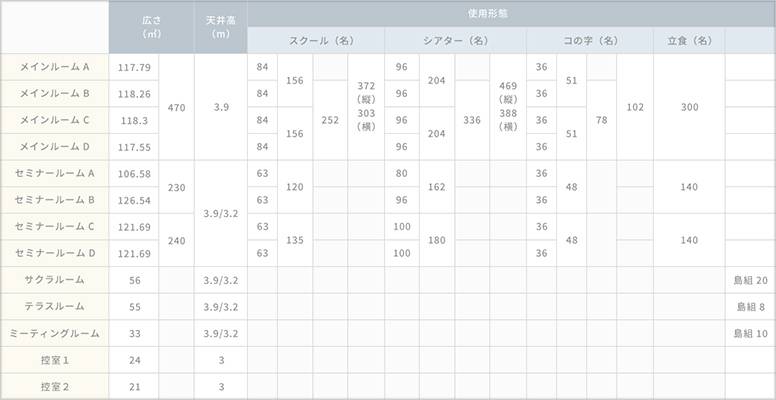 広さ
（㎡）
天井高
（m）
使用形態
スクール（名）
シアター（名）
コの字（名）
立食（名）
メインルーム A
117.79
470
3.9
84
156
252
372
（縦）
303
（横）
96
204
336
469
（縦）
388
（横）
36
51
78
102
300
メインルーム B
118.26
84
96
36
メインルーム C
118.3
84
156
96
204
36
51
メインルーム D
117.55
84
96
36
セミナールーム A
106.58
230
3.9/3.2
63
120
80
162
36
48
140
セミナールーム B
126.54
63
96
36
セミナールーム C
121.69
240
63
135
100
180
36
48
140
セミナールーム D
121.69
63
100
36
サクラルーム
56
3.9/3.2
島組 20
テラスルーム
55
3.9/3.2
島組 8
ミーティングルーム
33
3.9/3.2
島組 10
控室１
24
3
控室２
21
3